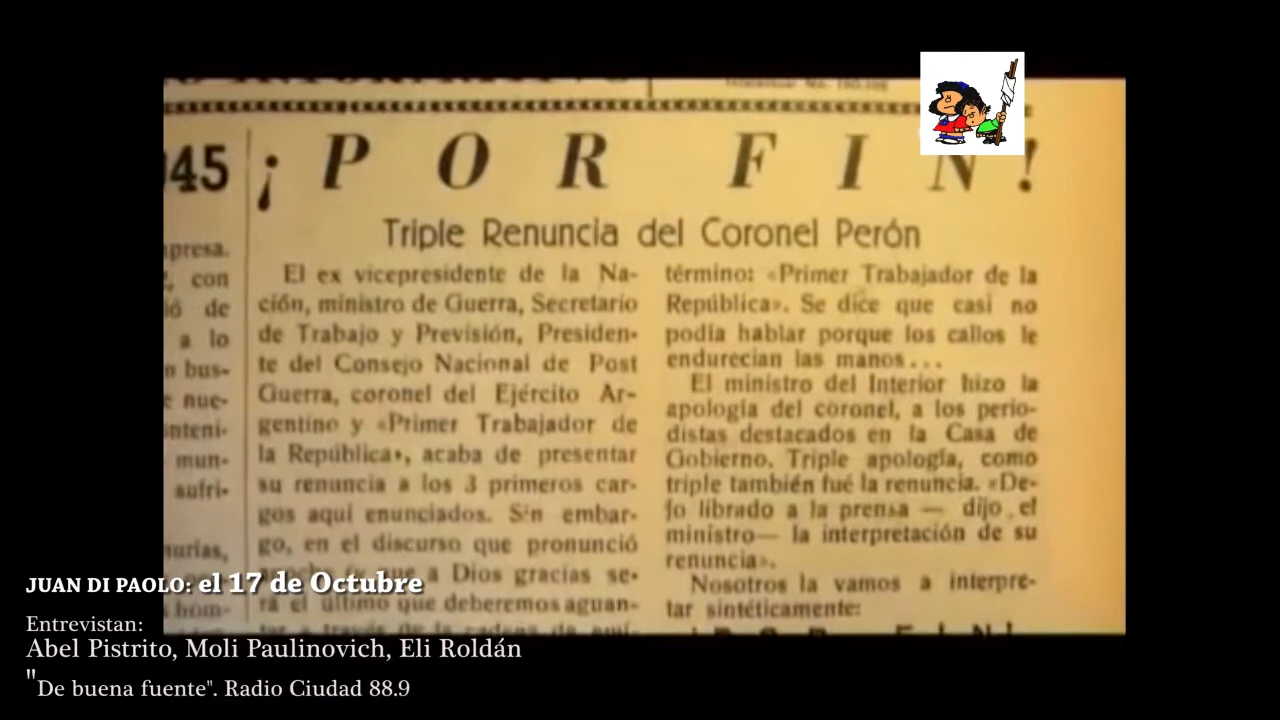 ¡POR FIN!
Triple Renuncia del Coronel Perón
45
presa.
con
ió de
a lo
bus-
nue-
nteni-
mun-
sufri-
urias,
hom-
El ex vicepresidente de la Na-
ción, ministro de Guerra, Secretario
de Trabajo y Previsión, Presiden-
te del Consejo Nacional de Post
Guerra, coronel del Ejército Ar-
gentino y «Primer Trabajador de
la República», acaba de presentar
su renuncia a los 3 primeros car-
gos aquí enunciados. Sin embar-
go, en el discurso que pronunció
que a Dios gracias se-
rá el último que deberemos aguan-
término: «Primer Trabajador de la
República». Se dice que casi no
podía hablar porque los callos le
endurecían las manos...
El ministro del Interior hizo la
apología del coronel, a los perio-
distas destacados en la Casa de
Gobierno. Triple apología, como
triple también fué la renuncia. «De-
jo librado a la prensa — dijo el
ministro— la interpretación de su
renuncia».
Nosotros la vamos a interpre-
tar sintéticamente:
JUAN DI PAOLO: el 17 de Octubre
Entrevistan:
Abel Pistrito, Moli Paulinovich, Eli Roldán
"De buena fuente". Radio Ciudad 88.9